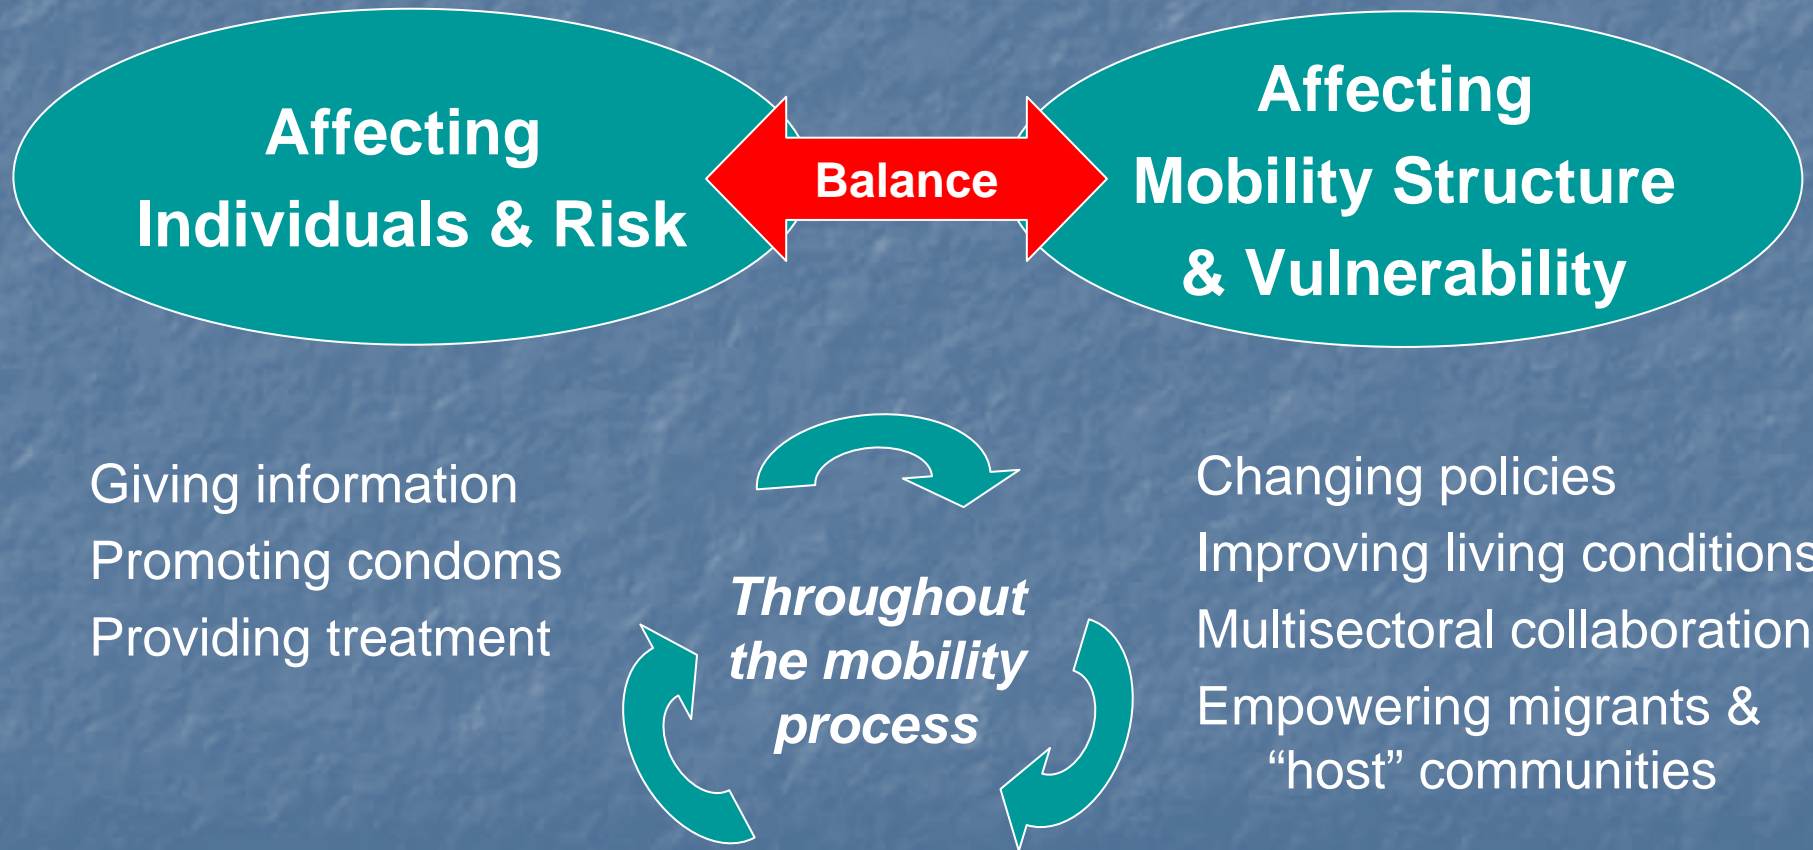 Affecting
Individuals & Risk
Balance
Affecting
Mobility Structure
& Vulnerability
Giving information
Promoting condoms
Providing treatment
Throughout
the mobility
process
Changing policies
Improving living conditions
Multisectoral collaboration
Empowering migrants &
“host” communities